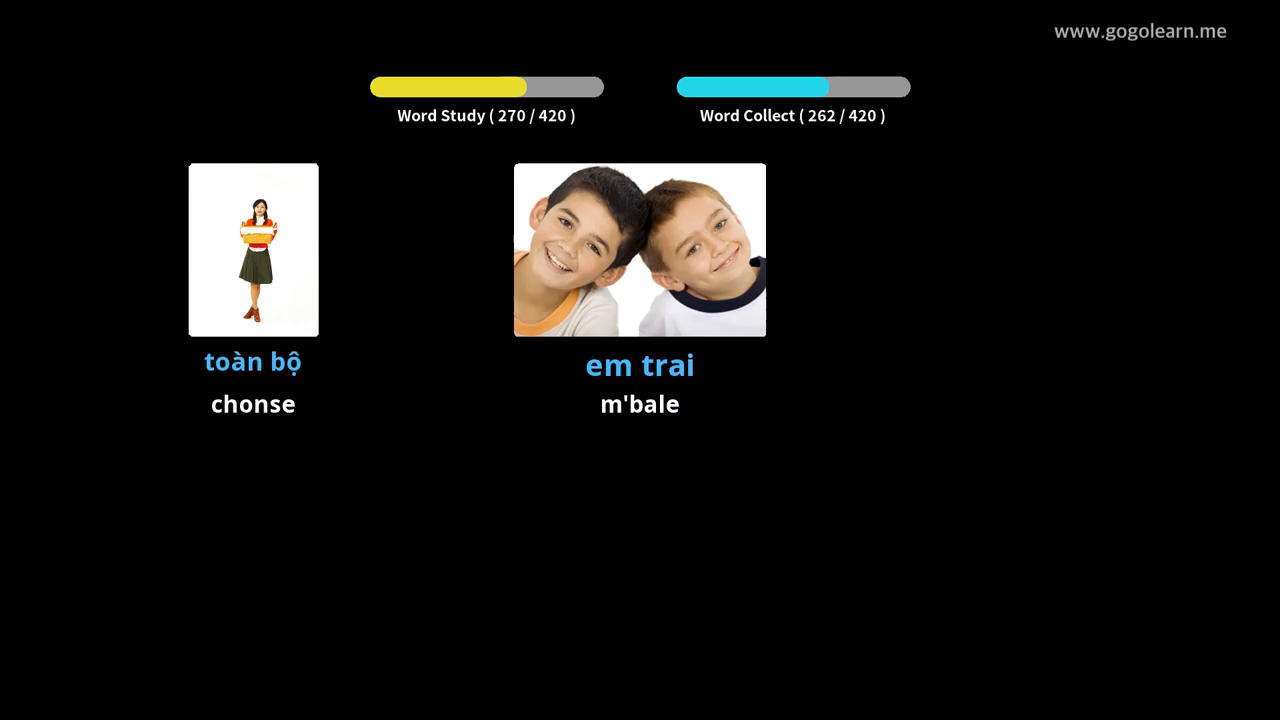 www.gogolearn.me
Word Study ( 270 / 420 )
Word Collect ( 262 / 420 )
toàn bộ
chonse
em trai
m'bale